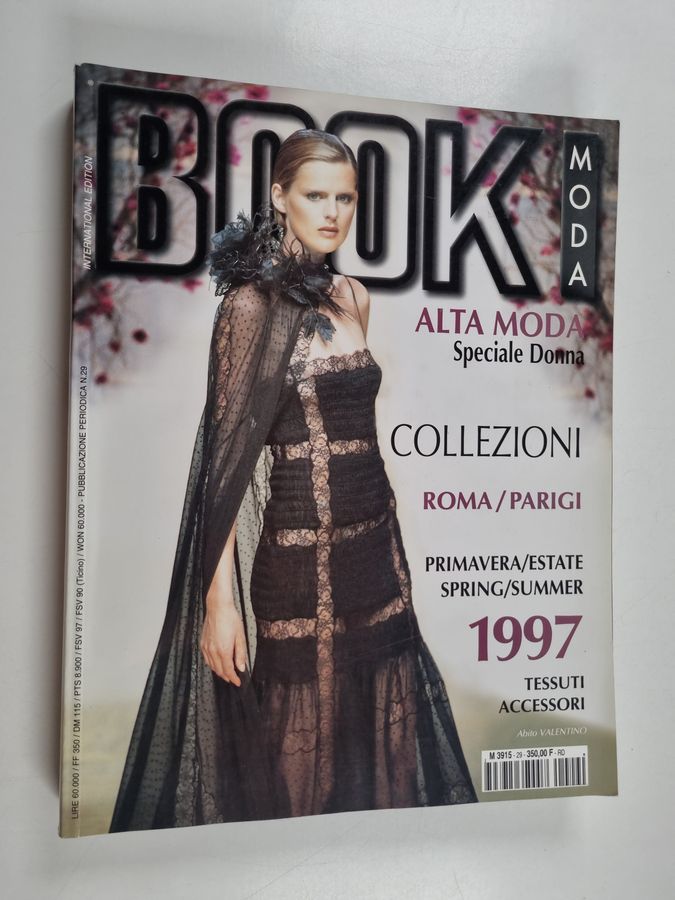 BOOK
MODA
INTERNATIONAL EDITION
ALTA MODA
Speciale Donna
COLLEZIONI
ROMA/PARIGI
PRIMAVERA/ESTATE
SPRING/SUMMER
1997
TESSUTI
ACCESSORI
Abito VALENTINO
M 3915 - 29 - 350,00 F - RD
LIRE 60.000 / FF 350 / DM 115 / PTS 8.900 / FSV 97 / FSV 90 (Ticino) / WON 60.000 - PUBBLICAZIONE PERIODICA N.29